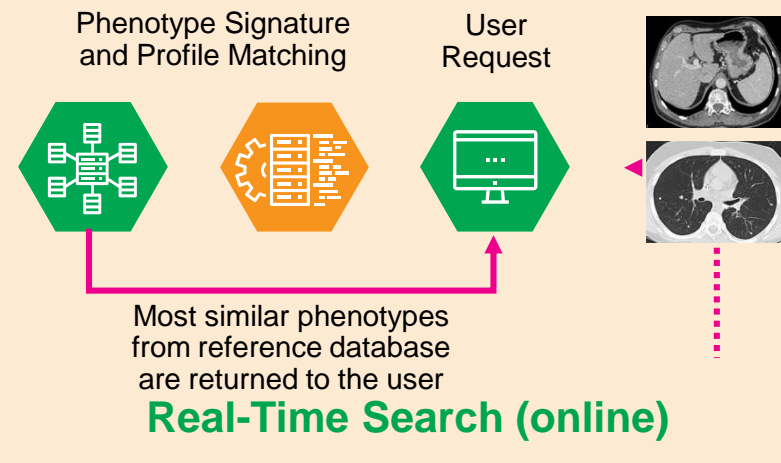 Phenotype Signature
and Profile Matching
User
Request
Most similar phenotypes
from reference database
are returned to the user
Real-Time Search (online)